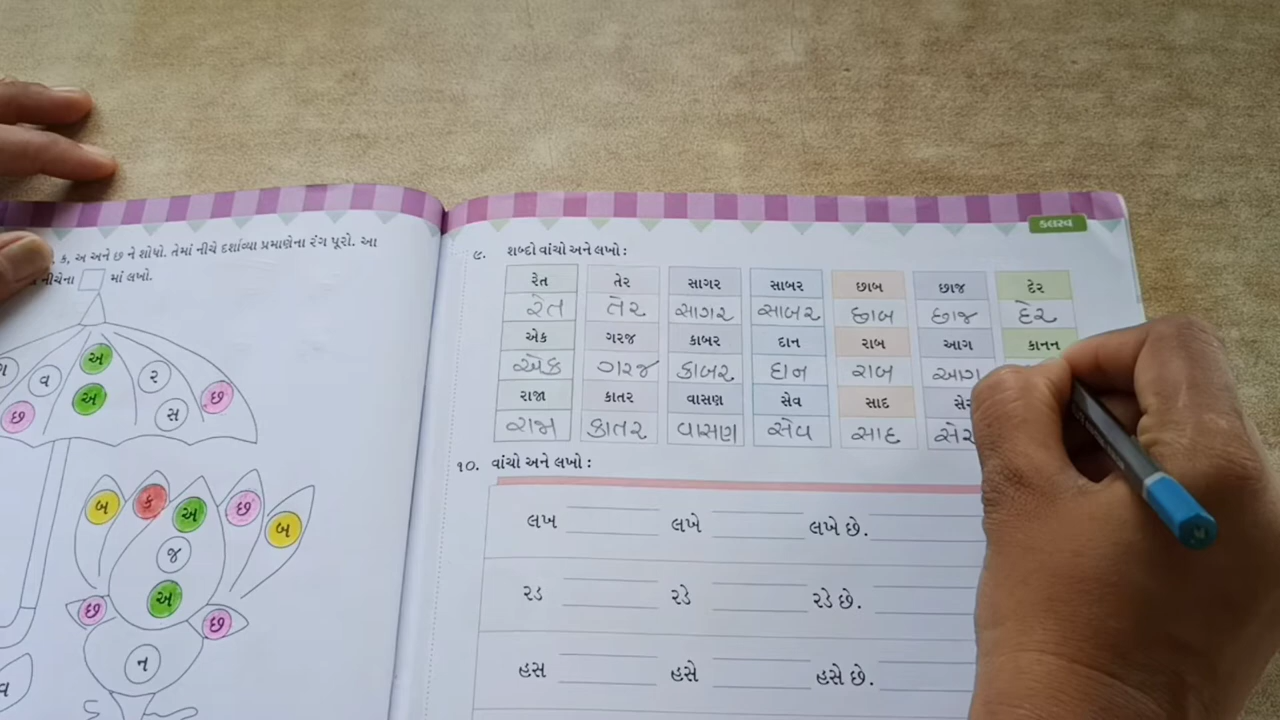 ક, અ અને છ ને શોધો. તેમાં નીચે દર્શાવ્યા પ્રમાણેના રંગ પૂરો. આ
નીચેના માં લખો.
અ
વ અ ર છ
છ સ
બ ક અ છ બ
જ
અ
છ છ
ન
વ
કલરવ
૯. શબ્દો વાંચો અને લખો :
રેત તેર સાગર સાબર છાબ છાજ દેર
રેત તેર સાગર સાબર છાબ છાજ દેર
એક ગરજ કાબર દાન રાબ આગ કાનન
એક ગરજ કાબર દાન રાબ આગ
રાજા કાતર વાસણ સેવ સાદ સેર
રાજા કાતર વાસણ સેવ સાદ સેર
૧૦. વાંચો અને લખો :
લખ લખે લખે છે.
રડ રડે રડે છે.
હસ હસે હસે છે.